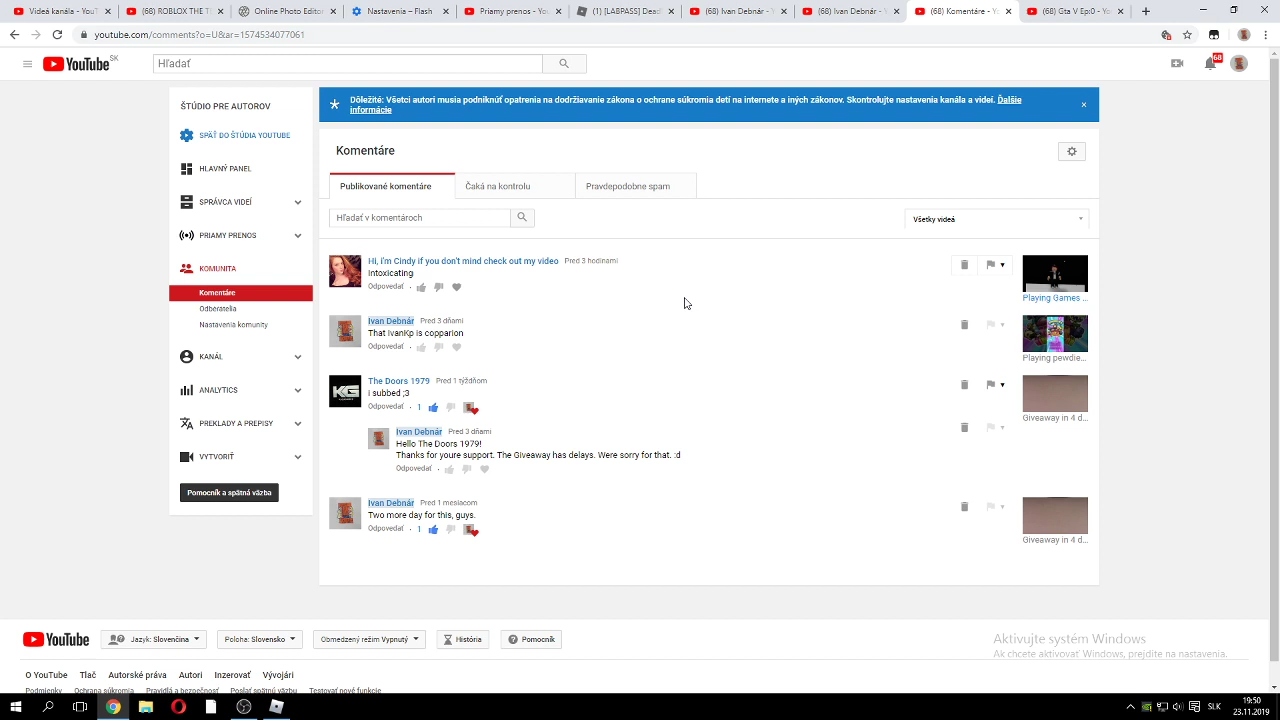 Videá kanála - YouT
(68) ROBLOX THE T
Online Photo Editor
Nastavenia – Flash
Priamy prenos - Yo
(1) [LABPASS] Dead
(68) Ivan Debnár - 
(68) Ivan Debnár - 
(68) Komentáre - Y
(68) Gta V Ep:0 - Yo
youtube.com/comments?o=U&ar=1574534077061
YouTube SK
Hľadať
68
ŠTÚDIO PRE AUTOROV
SPÄŤ DO ŠTÚDIA YOUTUBE
HLAVNÝ PANEL
SPRÁVCA VIDEÍ
PRIAMY PRENOS
KOMUNITA
Komentáre
Odberatelia
Nastavenia komunity
KANÁL
ANALYTICS
PREKLADY A PREPISY
VYTVORIŤ
Pomocník a spätná väzba
Dôležité: Všetci autori musia podniknúť opatrenia na dodržiavanie zákona o ochrane súkromia detí na internete a iných zákonov. Skontrolujte nastavenia kanála a videí. Ďalšie
informácie
Komentáre
Publikované komentáre
Čaká na kontrolu
Pravdepodobne spam
Hľadať v komentároch
Všetky videá
Hi, i'm Cindy if you don't mind check out my video Pred 3 hodinami
Intoxicating
Odpovedať
Playing Games ...
Ivan Debnár Pred 3 dňami
That IvanKp is copparion
Odpovedať
Playing pewdie...
The Doors 1979 Pred 1 týždňom
i subbed ;3
Odpovedať · 1
Giveaway in 4 d...
Ivan Debnár Pred 3 dňami
Hello The Doors 1979!
Thanks for youre support. The Giveaway has delays. Were sorry for that. :d
Odpovedať
Ivan Debnár Pred 1 mesiacom
Two more day for this, guys.
Odpovedať · 1
Giveaway in 4 d...
YouTube
Jazyk: Slovenčina
Poloha: Slovensko
Obmedzený režim Vypnutý
História
Pomocník
Aktivujte systém Windows
Ak chcete aktivovať Windows, prejdite na nastavenia.
O YouTube Tlač Autorské práva Autori Inzerovať Vývojári
Podmienky Ochrana súkromia Pravidlá a bezpečnosť Poslať spätnú väzbu Testovať nové funkcie
SLK
19:50
23.11.2019